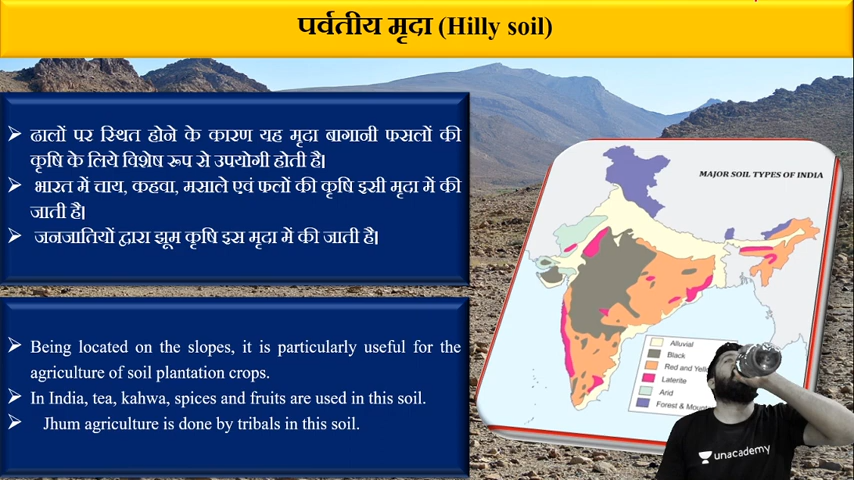 पर्वतीय मृदा (Hilly soil)
ढालों पर स्थित होने के कारण यह मृदा बागानी फसलों की
कृषि के लिये विशेष रूप से उपयोगी होती है।
भारत में चाय, कहवा, मसाले एवं फलों की कृषि इसी मृदा में की
जाती है।
जनजातियों द्वारा झूम कृषि इस मृदा में की जाती है।
Being located on the slopes, it is particularly useful for the
agriculture of soil plantation crops.
In India, tea, kahwa, spices and fruits are used in this soil.
Jhum agriculture is done by tribals in this soil.
MAJOR SOIL TYPES OF INDIA
Alluvial
Black
Red and Yello
Laterite
Arid
Forest & Mount
unacademy